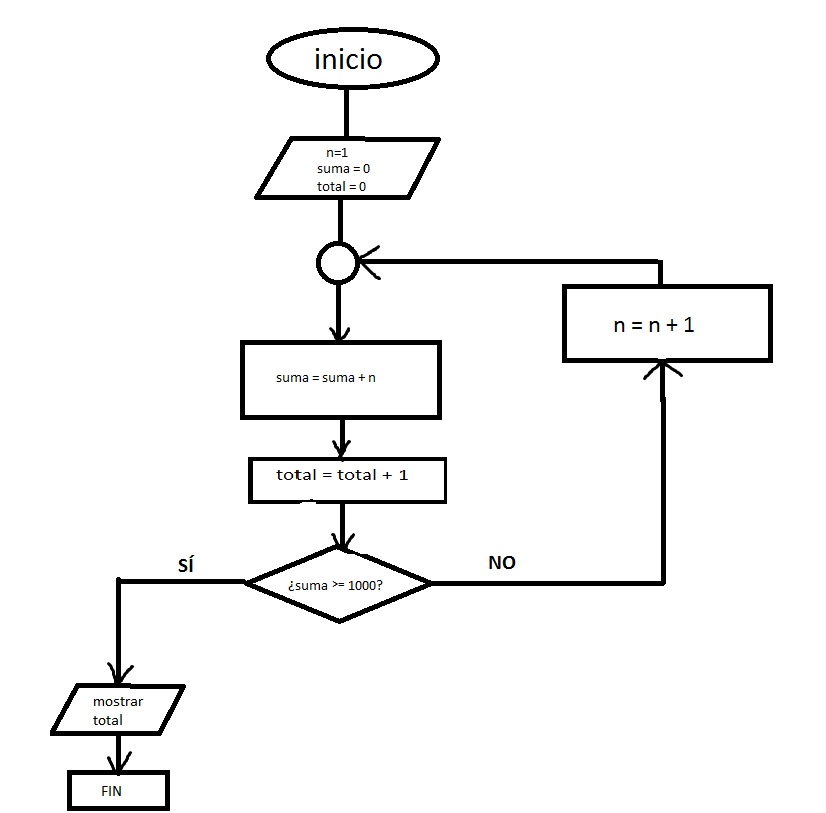 inicio
n=1
suma = 0
total = 0
n = n + 1
suma = suma + n
total = total + 1
SÍ
NO
¿suma >= 1000?
mostrar
total
FIN